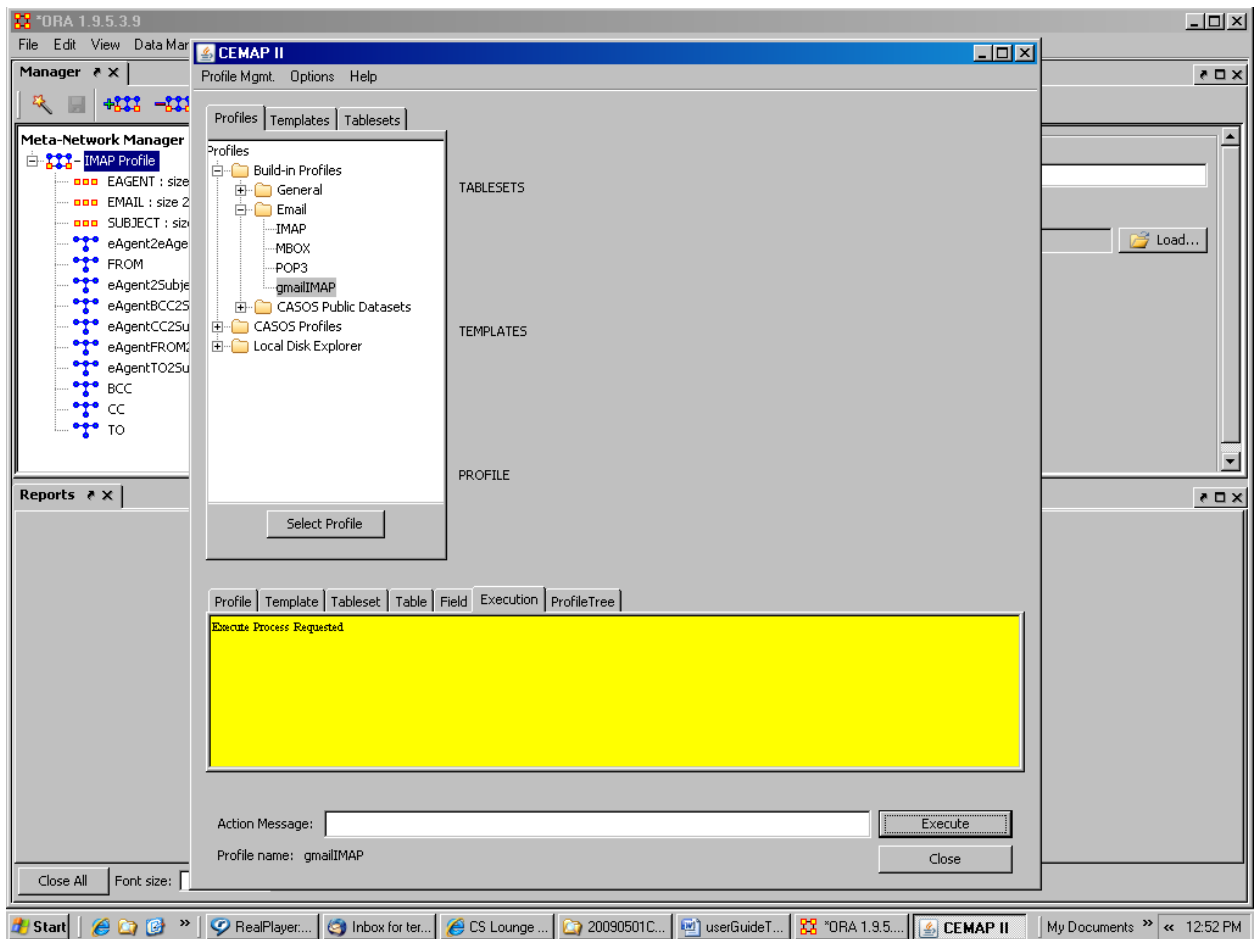 *ORA 1.9.5.3.9
File Edit View Data Mar
Manager
Meta-Network Manager
IMAP Profile
EAGENT : size
EMAIL : size 2
SUBJECT : siz
eAgent2eAge
FROM
eAgent2Subje
eAgentBCC2S
eAgentCC2Su
eAgentFROM2
eAgentTO2Su
BCC
CC
TO
Load...
Reports
Close All Font size:
CEMAP II
Profile Mgmt. Options Help
Profiles Templates Tablesets
Profiles
Build-in Profiles
General
Email
IMAP
MBOX
POP3
gmailIMAP
CASOS Public Datasets
CASOS Profiles
Local Disk Explorer
Select Profile
TABLESETS
TEMPLATES
PROFILE
Profile Template Tableset Table Field Execution ProfileTree
Execute Process Requested
Action Message:
Execute
Profile name: gmailIMAP
Close
Start » RealPlayer:... Inbox for ter... CS Lounge ... 20090501C... userGuideT... *ORA 1.9.5.... CEMAP II My Documents » « 12:52 PM